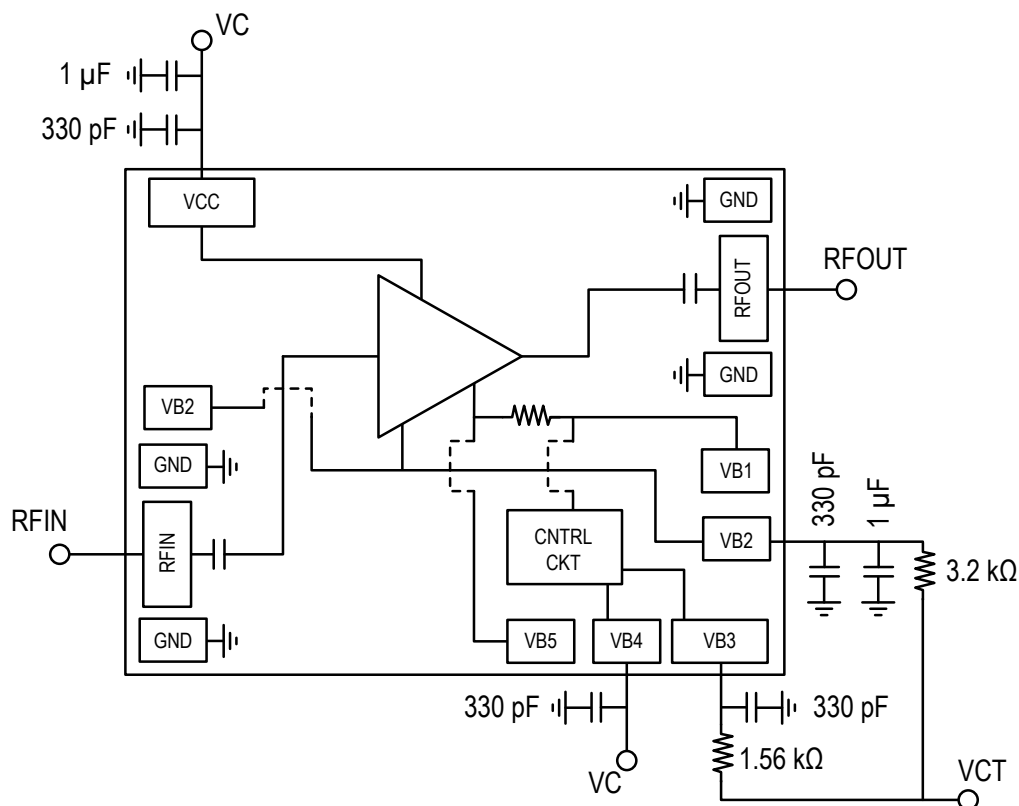 VC
1 µF
330 pF
VCC
GND
RFOUT
RFOUT
GND
VB2
GND
VB1
330 pF
1 µF
RFIN
RFIN
CNTRL
CKT
VB2
3.2 kΩ
GND
VB5
VB4
VB3
330 pF
330 pF
1.56 kΩ
VC
VCT